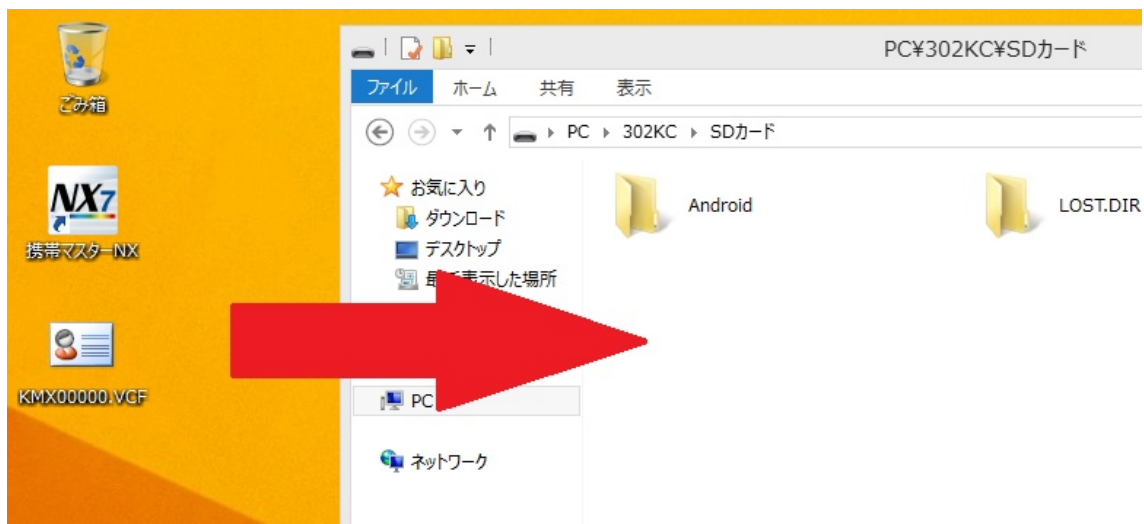 ごみ箱
NX7
携帯マスターNX
KMX00000.VCF
PC¥302KC¥SDカード
ファイル ホーム 共有 表示
PC 302KC SDカード
お気に入り
ダウンロード
デスクトップ
最近表示した場所
PC
ネットワーク
Android
LOST.DIR